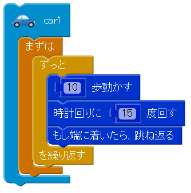 car1
まずは
ずっと
10 歩動かす
時計回りに 15 度回す
もし端に着いたら、跳ね返る
を繰り返す